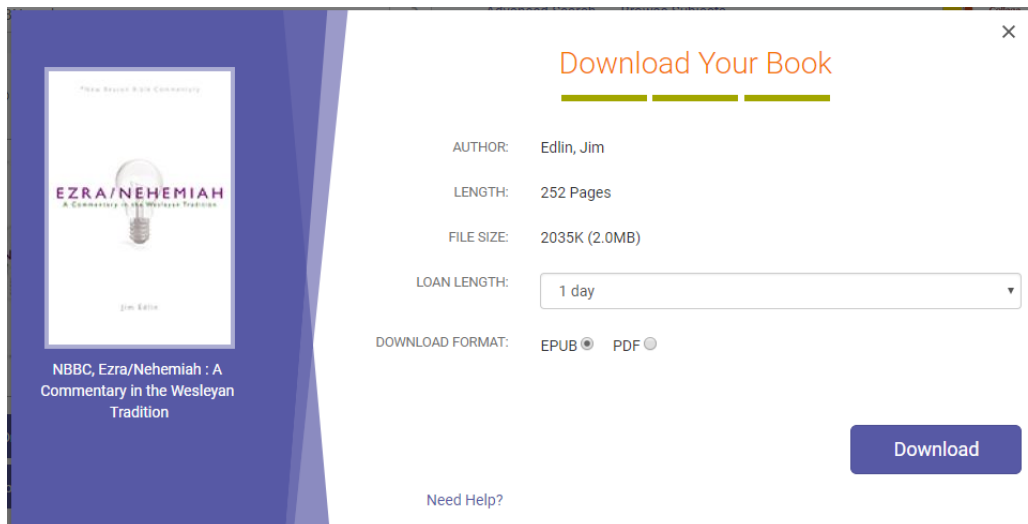 ×
Download Your Book
New Beacon Bible Commentary
EZRA/NEHEMIAH
A Commentary in the Wesleyan Tradition
Jim Edlin
NBBC, Ezra/Nehemiah : A
Commentary in the Wesleyan
Tradition
AUTHOR: Edlin, Jim
LENGTH: 252 Pages
FILE SIZE: 2035K (2.0MB)
LOAN LENGTH: 1 day
DOWNLOAD FORMAT: EPUB PDF
Download
Need Help?